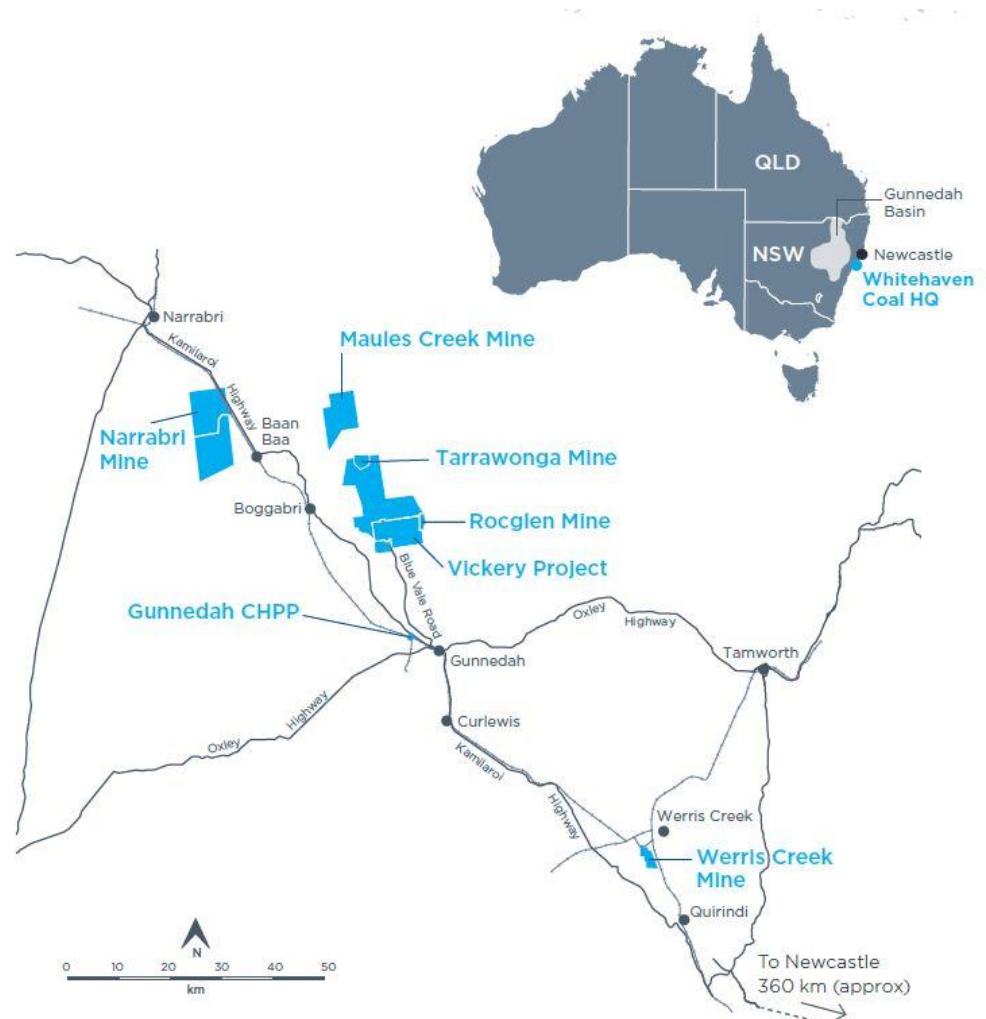 QLD
Gunnedah
Basin
NSW
Newcastle
Whitehaven
Coal HQ
Narrabri
Kamilaroi
Highway
Maules Creek Mine
Narrabri
Mine
Baan
Baa
Tarrawonga Mine
Boggabri
Rocglen Mine
Vickery Project
Blue Vale Road
Gunnedah CHPP
Oxley
Highway
Gunnedah
Tamworth
Highway
Oxley
Curlewis
Kamilaroi
Highway
Werris Creek
Werris Creek
Mine
Quirindi
N
0 10 20 30 40 50
km
To Newcastle
360 km (approx)